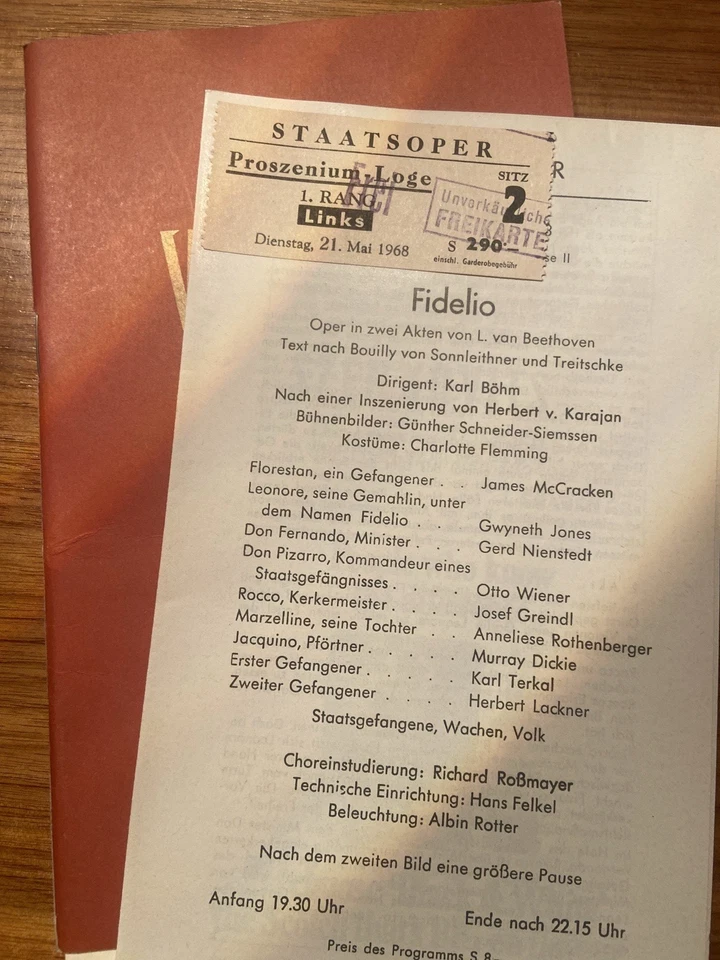 STAATSOPER
Proszenium-Loge
SITZ
2
1. RANG
Links
Frei
FREIKARTE
Dienstag, 21. Mai 1968
S 290.–
einschl. Garderobegebühr
R
se II
Fidelio
Oper in zwei Akten von L. van Beethoven
Text nach Bouilly von Sonnleithner und Treitschke
Dirigent: Karl Böhm
Nach einer Inszenierung von Herbert v. Karajan
Bühnenbilder: Günther Schneider-Siemssen
Kostüme: Charlotte Flemming
Florestan, ein Gefangener . . James McCracken
Leonore, seine Gemahlin, unter
dem Namen Fidelio . . . Gwyneth Jones
Don Fernando, Minister . . . Gerd Nienstedt
Don Pizarro, Kommandeur eines
Staatsgefängnisses . . . . Otto Wiener
Rocco, Kerkermeister . . . . Josef Greindl
Marzelline, seine Tochter . . Anneliese Rothenberger
Jacquino, Pförtner . . . . . Murray Dickie
Erster Gefangener . . . . . Karl Terkal
Zweiter Gefangener . . . . Herbert Lackner
Staatsgefangene, Wachen, Volk
Choreinstudierung: Richard Roßmayer
Technische Einrichtung: Hans Felkel
Beleuchtung: Albin Rotter
Nach dem zweiten Bild eine größere Pause
Anfang 19.30 Uhr Ende nach 22.15 Uhr
Preis des Programms S 8–